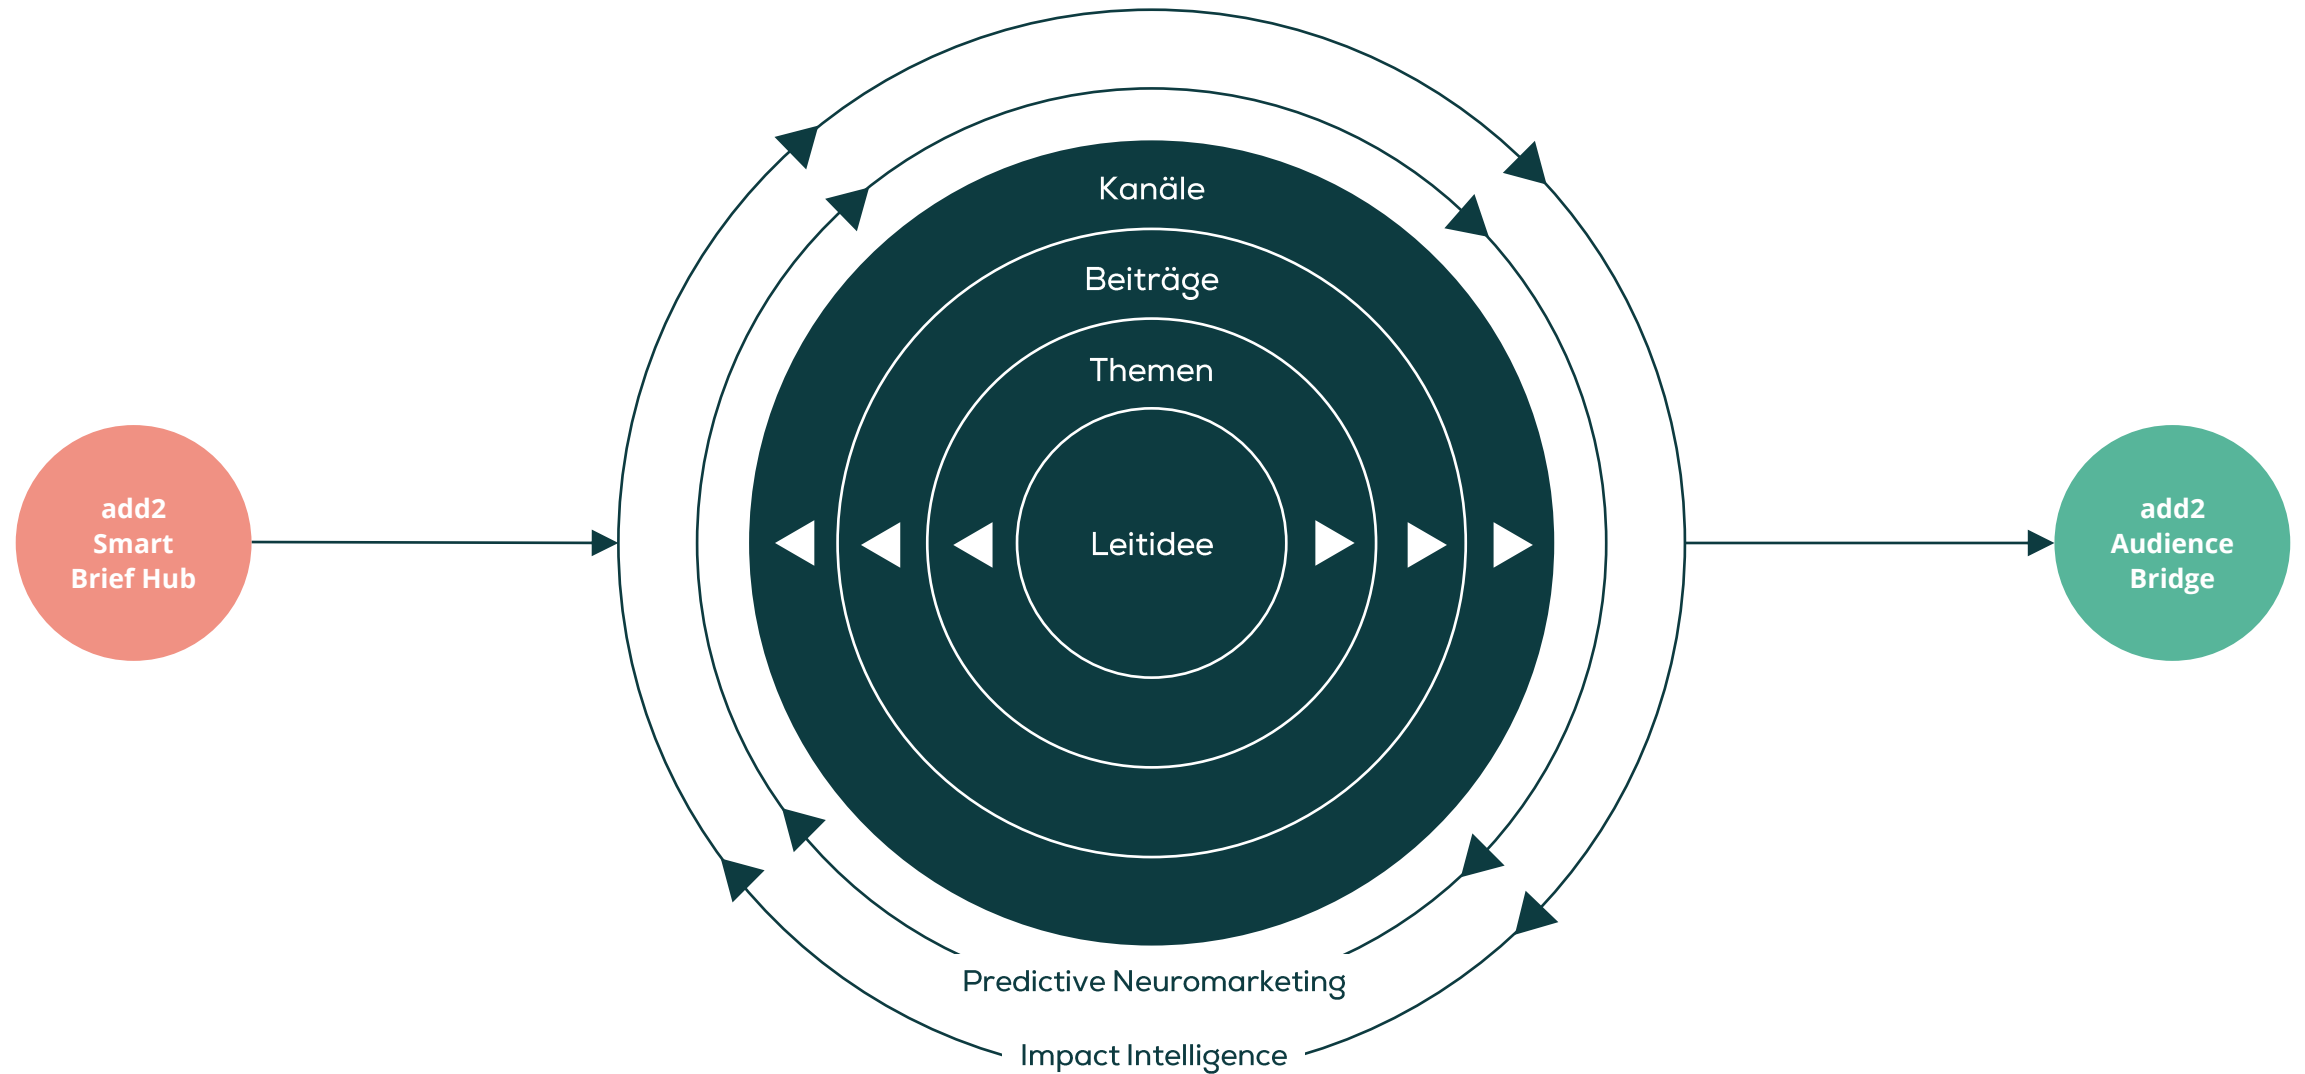 Kanäle
Beiträge
Themen
add2
Smart
Brief Hub
Leitidee
add2
Audience
Bridge
Predictive Neuromarketing
Impact Intelligence